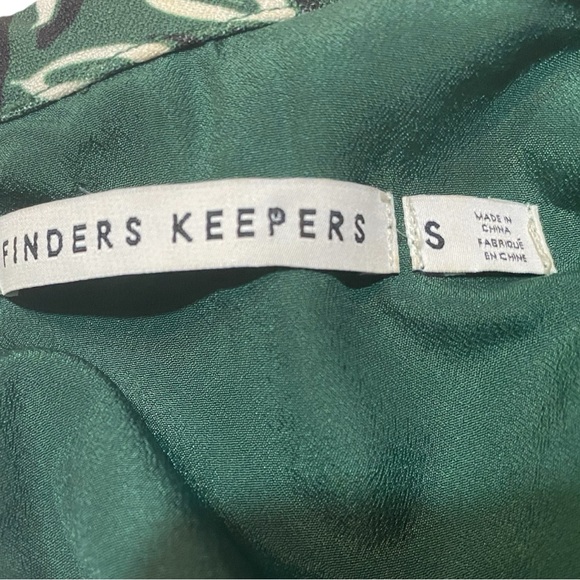 FINDERS KEEPERS
S
MADE IN
CHINA
FABRIQUÉ
EN CHINE